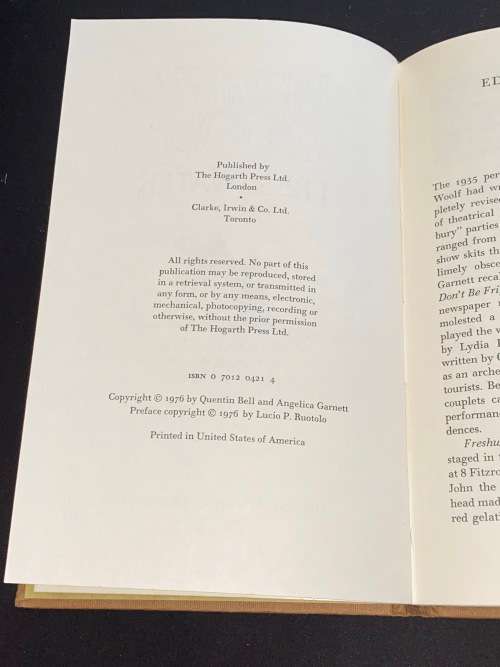 Published by
The Hogarth Press Ltd.
London
•
Clarke, Irwin & Co. Ltd.
Toronto
All rights reserved. No part of this
publication may be reproduced, stored
in a retrieval system, or transmitted in
any form, or by any means, electronic,
mechanical, photocopying, recording or
otherwise, without the prior permission
of The Hogarth Press Ltd.
ISBN 0 7012 0421 4
Copyright © 1976 by Quentin Bell and Angelica Garnett
Preface copyright © 1976 by Lucio P. Ruotolo
Printed in United States of America
ED
The 1935 per
Woolf had wr
pletely revise
of theatrical
bury" parties
ranged from
show skits th
limely obsce
Garnett recal
Don't Be Fri
newspaper
molested a
played the w
by Lydia
written by
as an arche
tourists. Be
couplets ca
performanc
dences.
Freshw
staged in
at 8 Fitzro
John the
head mad
red gelat